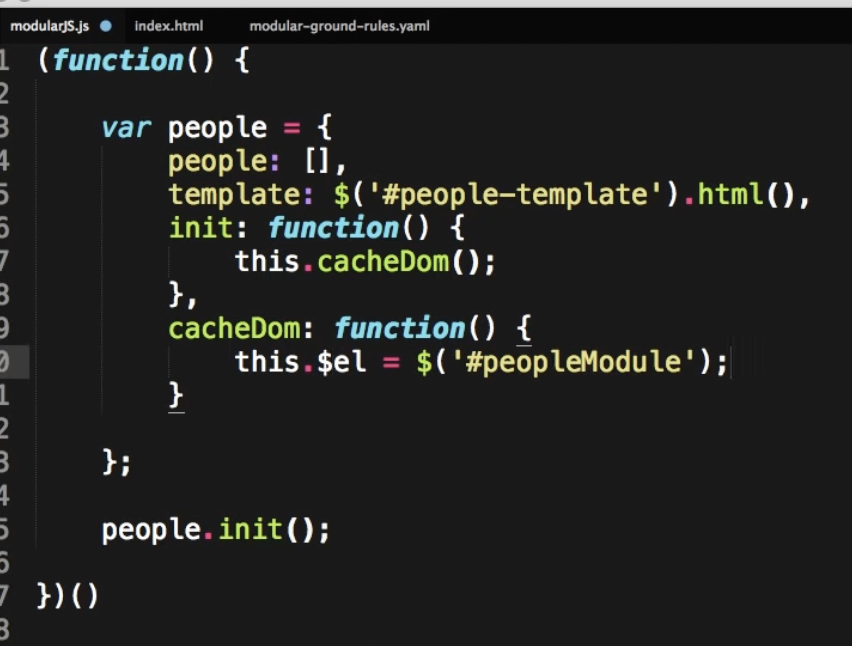 modularJS.js index.html modular-ground-rules.yaml
1 (function() {
2
3 var people = {
4 people: [],
5 template: $('#people-template').html(),
6 init: function() {
7 this.cacheDom();
8 },
9 cacheDom: function() {
0 this.$el = $('#peopleModule');
1 }
2
3 };
4
5 people.init();
6
7 })()
8